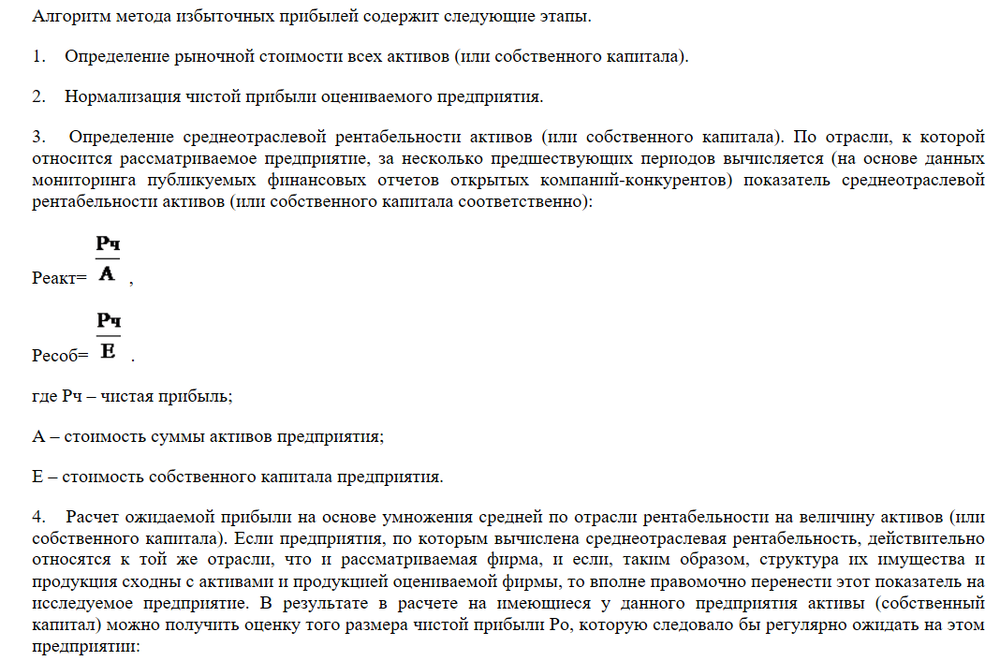 Алгоритм метода избыточных прибылей содержит следующие этапы.
1. Определение рыночной стоимости всех активов (или собственного капитала).
2. Нормализация чистой прибыли оцениваемого предприятия.
3. Определение среднеотраслевой рентабельности активов (или собственного капитала). По отрасли, к которой
относится рассматриваемое предприятие, за несколько предшествующих периодов вычисляется (на основе данных
мониторинга публикуемых финансовых отчетов открытых компаний-конкурентов) показатель среднеотраслевой
рентабельности активов (или собственного капитала соответственно):
Рч
Реакт= А ,
Рч
Ресоб= Е .
где Рч – чистая прибыль;
А – стоимость суммы активов предприятия;
Е – стоимость собственного капитала предприятия.
4. Расчет ожидаемой прибыли на основе умножения средней по отрасли рентабельности на величину активов (или
собственного капитала). Если предприятия, по которым вычислена среднеотраслевая рентабельность, действительно
относятся к той же отрасли, что и рассматриваемая фирма, и если, таким образом, структура их имущества и
продукция сходны с активами и продукцией оцениваемой фирмы, то вполне правомочно перенести этот показатель на
исследуемое предприятие. В результате в расчете на имеющиеся у данного предприятия активы (собственный
капитал) можно получить оценку того размера чистой прибыли Ро, которую следовало бы регулярно ожидать на этом
предприятии: